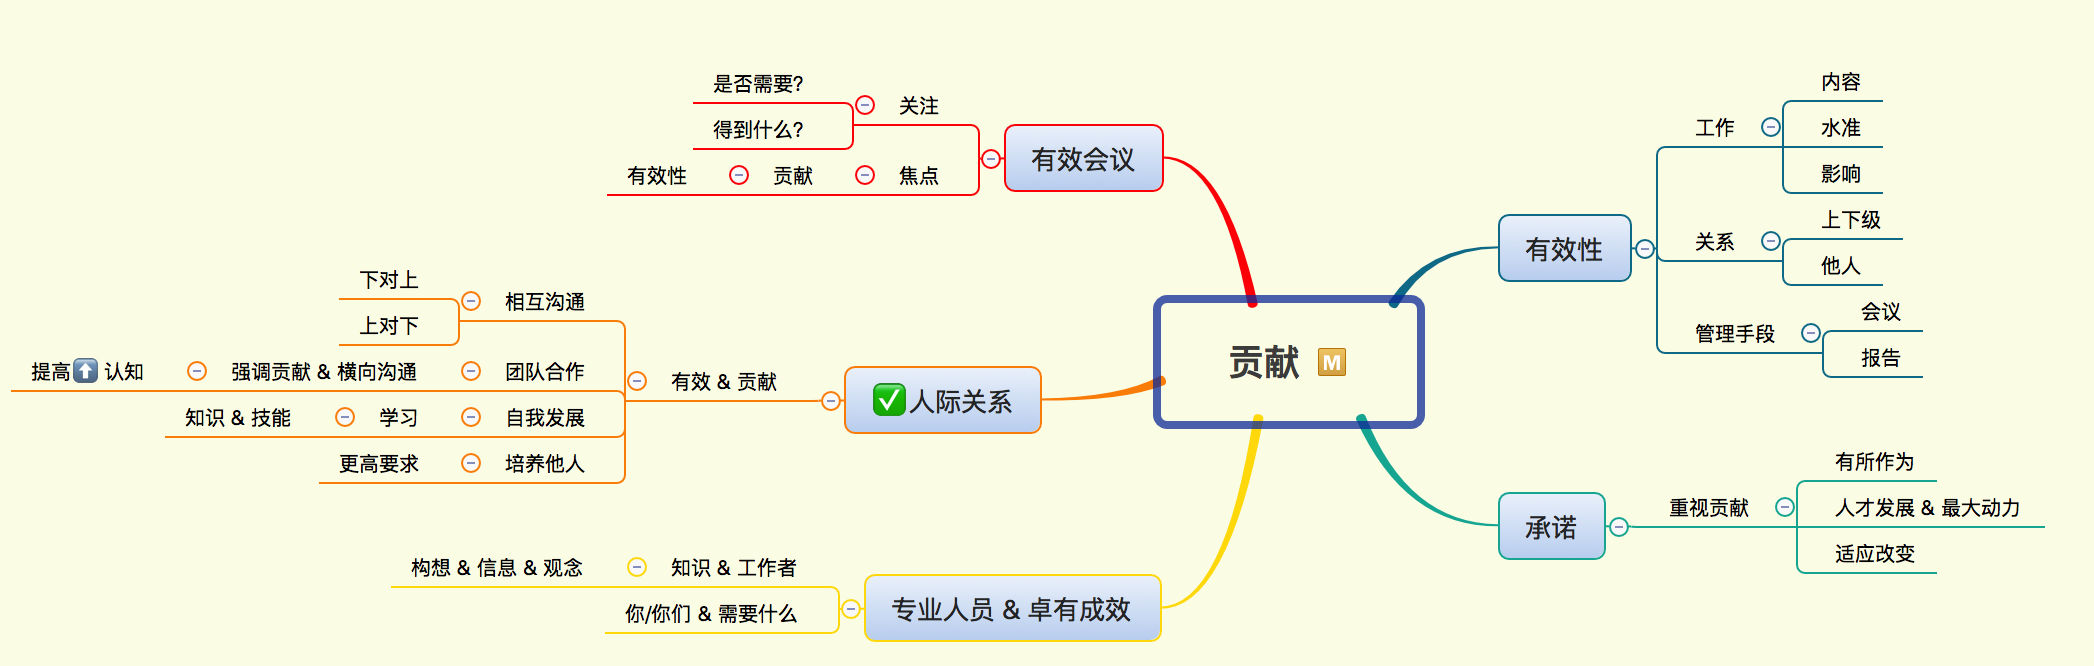 贡献 M
有效性
工作
内容
水准
影响
关系
上下级
他人
管理手段
会议
报告
承诺
重视贡献
有所作为
人才发展 & 最大动力
适应改变
有效会议
关注
是否需要?
得到什么?
焦点
贡献
有效性
✅人际关系
有效 & 贡献
相互沟通
下对上
上对下
团队合作
强调贡献 & 横向沟通
提高⬆️ 认知
自我发展
学习
知识 & 技能
培养他人
更高要求
专业人员 & 卓有成效
知识 & 工作者
构想 & 信息 & 观念
你/你们 & 需要什么